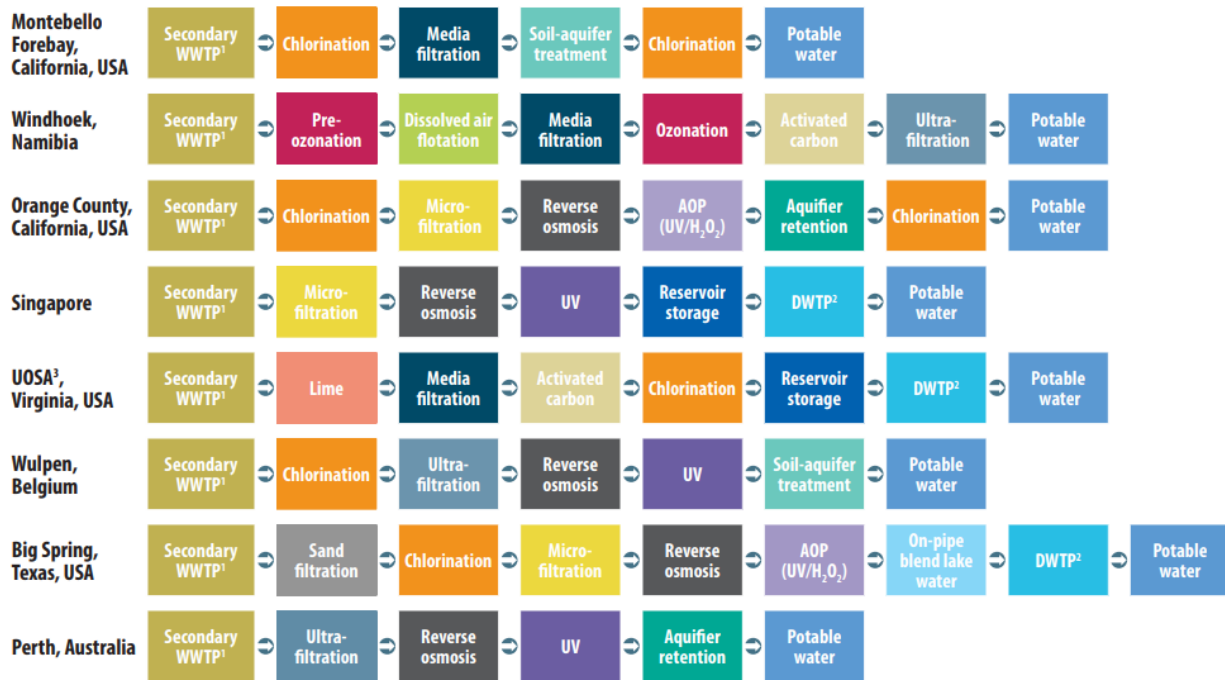 Montebello
Forebay,
California, USA
Secondary
WWTP¹
Chlorination
Media
filtration
Soil-aquifer
treatment
Chlorination
Potable
water
Windhoek,
Namibia
Secondary
WWTP¹
Pre-
ozonation
Dissolved air
flotation
Media
filtration
Ozonation
Activated
carbon
Ultra-
filtration
Potable
water
Orange County,
California, USA
Secondary
WWTP¹
Chlorination
Micro-
filtration
Reverse
osmosis
AOP
(UV/H₂O₂)
Aquifier
retention
Chlorination
Potable
water
Singapore
Secondary
WWTP¹
Micro-
filtration
Reverse
osmosis
UV
Reservoir
storage
DWTP²
Potable
water
UOSA³,
Virginia, USA
Secondary
WWTP¹
Lime
Media
filtration
Activated
carbon
Chlorination
Reservoir
storage
DWTP²
Potable
water
Wulpen,
Belgium
Secondary
WWTP¹
Chlorination
Ultra-
filtration
Reverse
osmosis
UV
Soil-aquifer
treatment
Potable
water
Big Spring,
Texas, USA
Secondary
WWTP¹
Sand
filtration
Chlorination
Micro-
filtration
Reverse
osmosis
AOP
(UV/H₂O₂)
On-pipe
blend lake
water
DWTP²
Potable
water
Perth, Australia
Secondary
WWTP¹
Ultra-
filtration
Reverse
osmosis
UV
Aquifier
retention
Potable
water